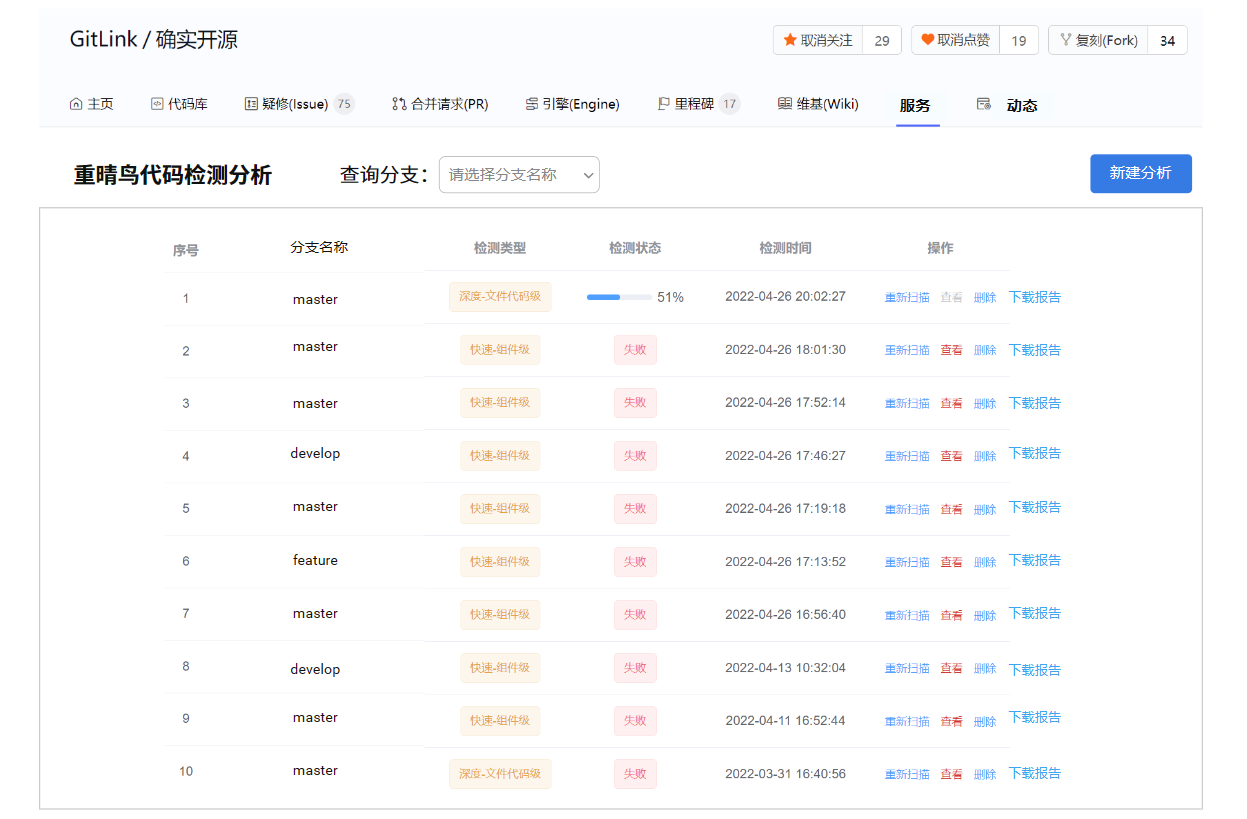 GitLink / 确实开源
取消关注 29 取消点赞 19 复刻(Fork) 34
主页 代码库 疑修(Issue) 75 合并请求(PR) 引擎(Engine) 里程碑 17 维基(Wiki) 服务 动态
重晴鸟代码检测分析 查询分支： 请选择分支名称 新建分析
序号 分支名称 检测类型 检测状态 检测时间 操作
1 master 深度-文件代码级 51% 2022-04-26 20:02:27 重新扫描 查看 删除 下载报告
2 master 快速-组件级 失败 2022-04-26 18:01:30 重新扫描 查看 删除 下载报告
3 master 快速-组件级 失败 2022-04-26 17:52:14 重新扫描 查看 删除 下载报告
4 develop 快速-组件级 失败 2022-04-26 17:46:27 重新扫描 查看 删除 下载报告
5 master 快速-组件级 失败 2022-04-26 17:19:18 重新扫描 查看 删除 下载报告
6 feature 快速-组件级 失败 2022-04-26 17:13:52 重新扫描 查看 删除 下载报告
7 master 快速-组件级 失败 2022-04-26 16:56:40 重新扫描 查看 删除 下载报告
8 develop 快速-组件级 失败 2022-04-13 10:32:04 重新扫描 查看 删除 下载报告
9 master 快速-组件级 失败 2022-04-11 16:52:44 重新扫描 查看 删除 下载报告
10 master 深度-文件代码级 失败 2022-03-31 16:40:56 重新扫描 查看 删除 下载报告